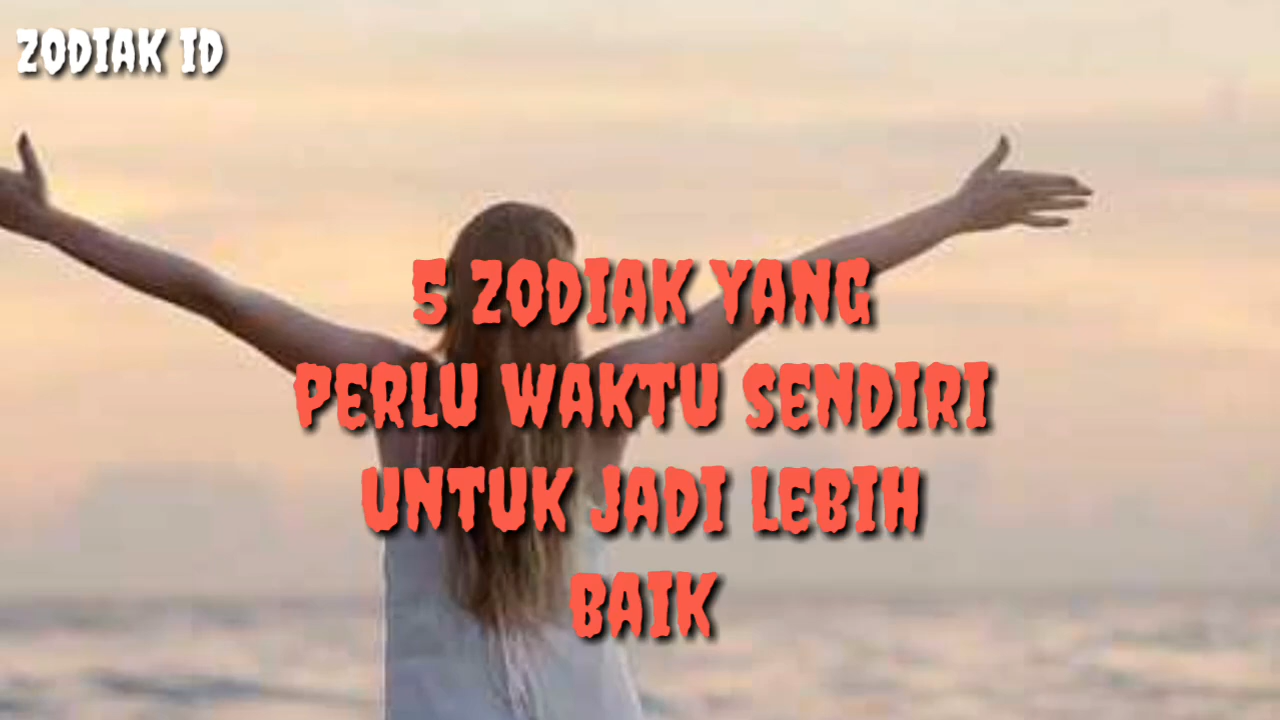 ZODIAK ID
5 ZODIAK YANG
PERLU WAKTU SENDIRI
UNTUK JADI LEBIH
BAIK